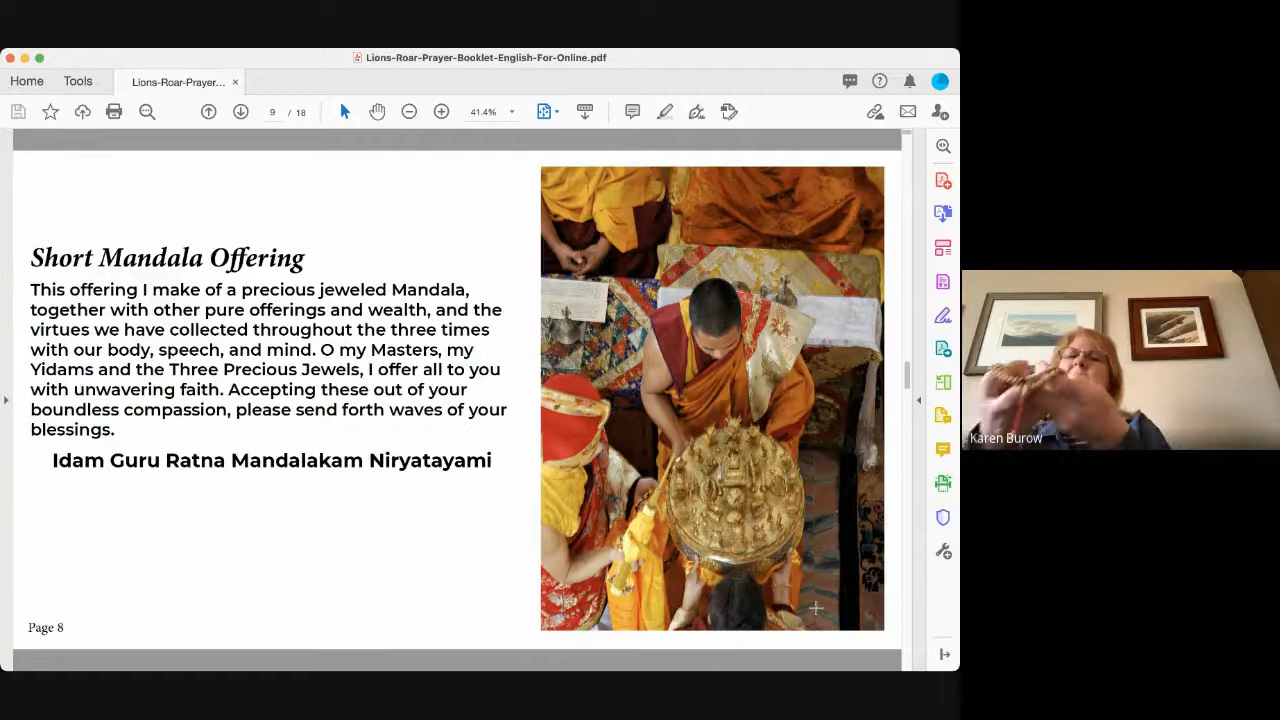 Lions-Roar-Prayer-Booklet-English-For-Online.pdf
Home
Tools
Lions-Roar-Prayer... ×
9 / 18
41.4%
Short Mandala Offering
This offering I make of a precious jeweled Mandala,
together with other pure offerings and wealth, and the
virtues we have collected throughout the three times
with our body, speech, and mind. O my Masters, my
Yidams and the Three Precious Jewels, I offer all to you
with unwavering faith. Accepting these out of your
boundless compassion, please send forth waves of your
blessings.
Idam Guru Ratna Mandalakam Niryatayami
Page 8
Karen Burow